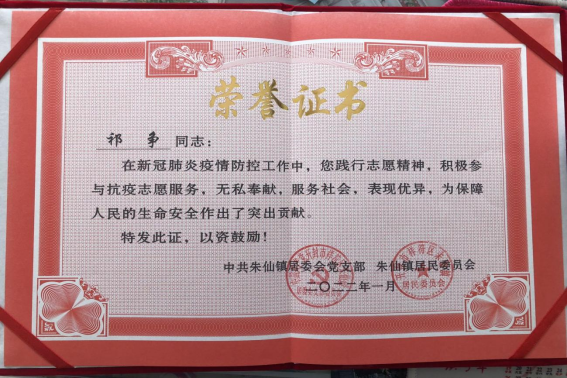 荣誉证书
祁争同志：
在新冠肺炎疫情防控工作中，您践行志愿精神，积极参
与抗疫志愿服务，无私奉献，服务社会，表现优异，为保障
人民的生命安全作出了突出贡献。
特发此证，以资鼓励！
中共朱仙镇居委会党支部 朱仙镇居民委员会
二〇二二年一月
居民委员会